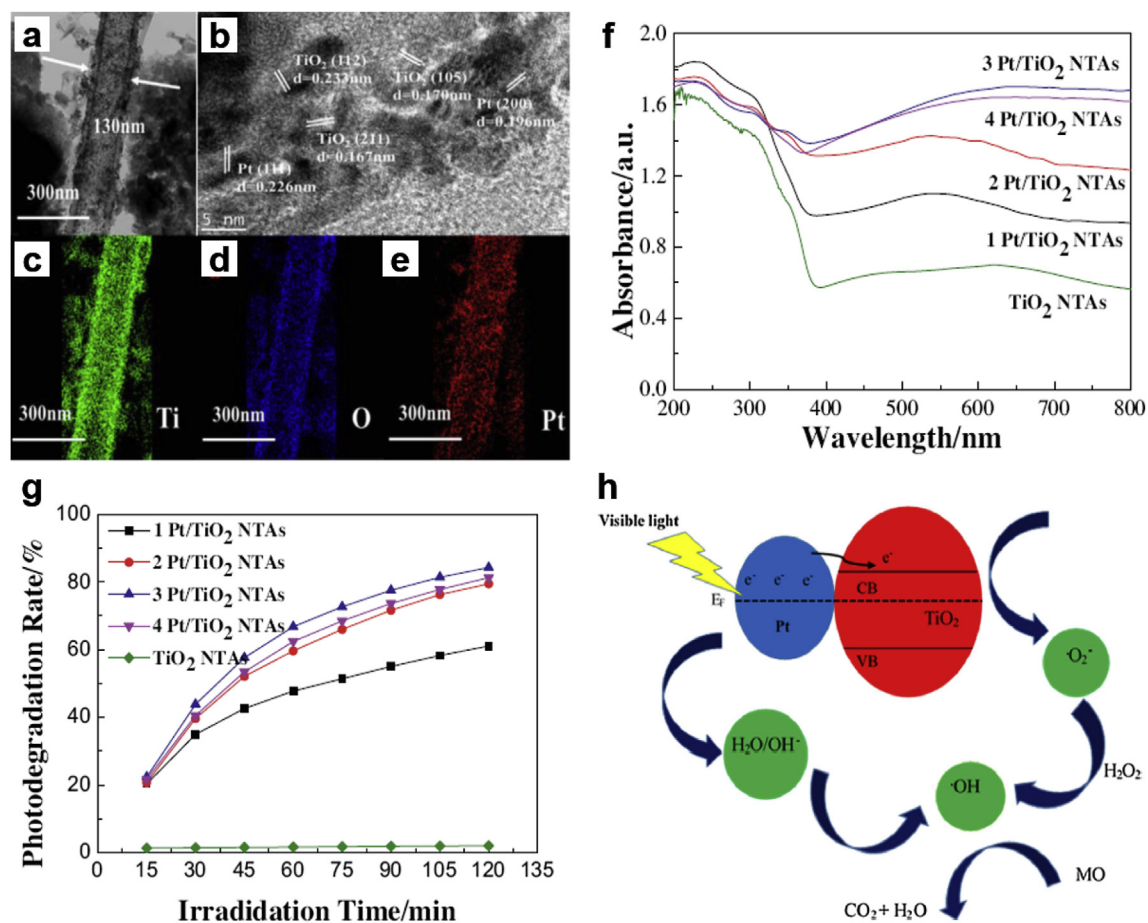 a
130nm
300nm
b
TiO2 (112)
d=0.233nm
TiO2 (105)
d=0.170nm
Pt (200)
d=0.196nm
TiO2 (211)
d=0.167nm
Pt (111)
d=0.226nm
5 nm
c
300nm
Ti
d
300nm
O
e
300nm
Pt
f
Absorbance/a.u.
2.0
1.6
1.2
0.8
0.4
0.0
3 Pt/TiO2 NTAs
4 Pt/TiO2 NTAs
2 Pt/TiO2 NTAs
1 Pt/TiO2 NTAs
TiO2 NTAs
200 300 400 500 600 700 800
Wavelength/nm
g
Photodegradation Rate/%
100
80
60
40
20
0
1 Pt/TiO2 NTAs
2 Pt/TiO2 NTAs
3 Pt/TiO2 NTAs
4 Pt/TiO2 NTAs
TiO2 NTAs
0 15 30 45 60 75 90 105 120 135
Irradidation Time/min
h
Visible light
e- e- e-
e-
EF
CB
Pt
TiO2
VB
·O2-
H2O/OH-
H2O2
·OH
MO
CO2 + H2O